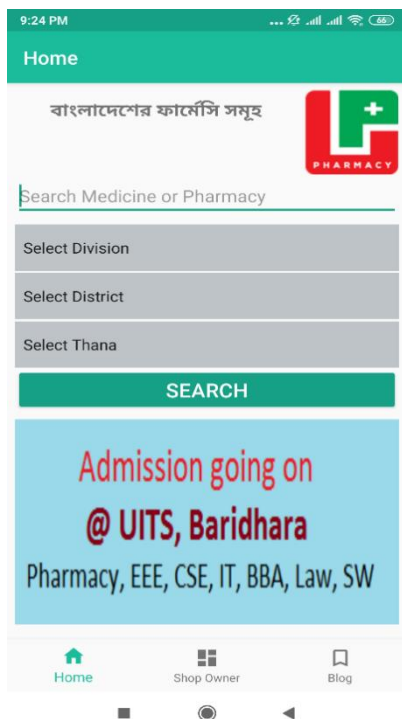 9:24 PM
66
Home
বাংলাদেশের ফার্মেসি সমূহ
LP
PHARMACY
Search Medicine or Pharmacy
Select Division
Select District
Select Thana
SEARCH
Admission going on
@ UITS, Baridhara
Pharmacy, EEE, CSE, IT, BBA, Law, SW
Home
Shop Owner
Blog